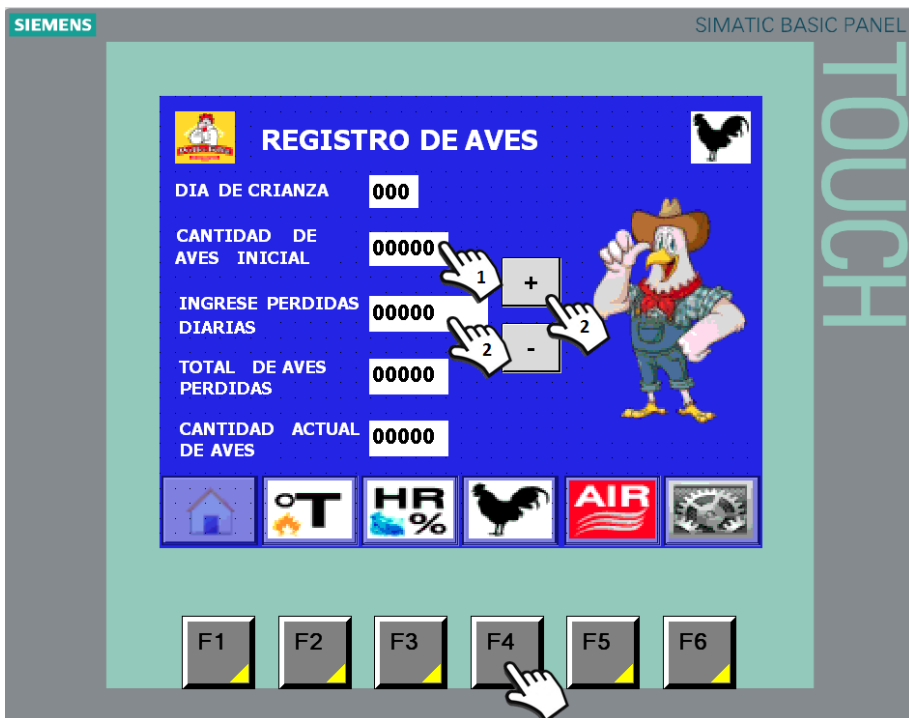 SIEMENS
SIMATIC BASIC PANEL
TOUCH
REGISTRO DE AVES
DIA DE CRIANZA 000
CANTIDAD DE
AVES INICIAL 00000
1
+
INGRESE PERDIDAS
DIARIAS 00000
2
2
-
TOTAL DE AVES
PERDIDAS 00000
CANTIDAD ACTUAL
DE AVES 00000
°T
HR
%
AIR
F1 F2 F3 F4 F5 F6